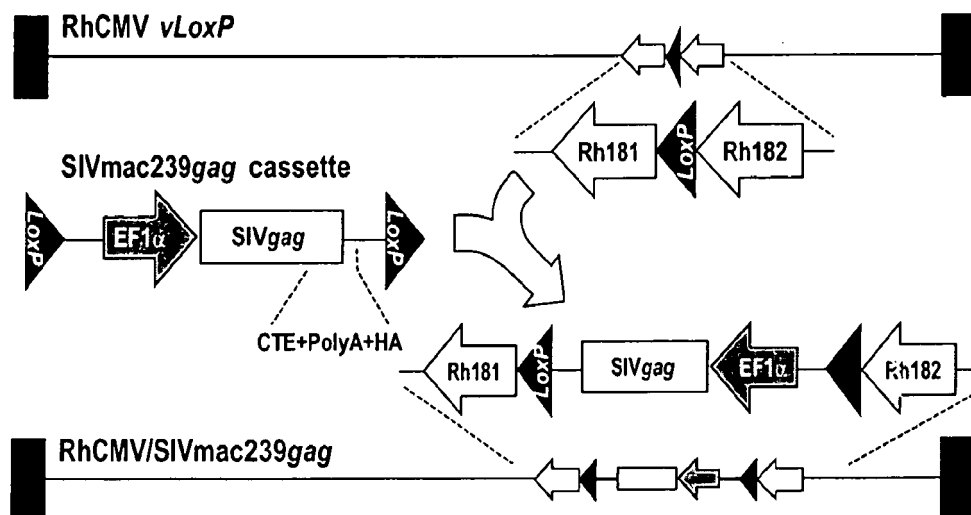 RhCMV vLoxP
Rh181
LoxP
Rh182
SIVmac239gag cassette
LoxP
EF1α
SIVgag
LoxP
CTE+PolyA+HA
Rh181
LoxP
SIVgag
EF1α
Rh182
RhCMV/SIVmac239gag